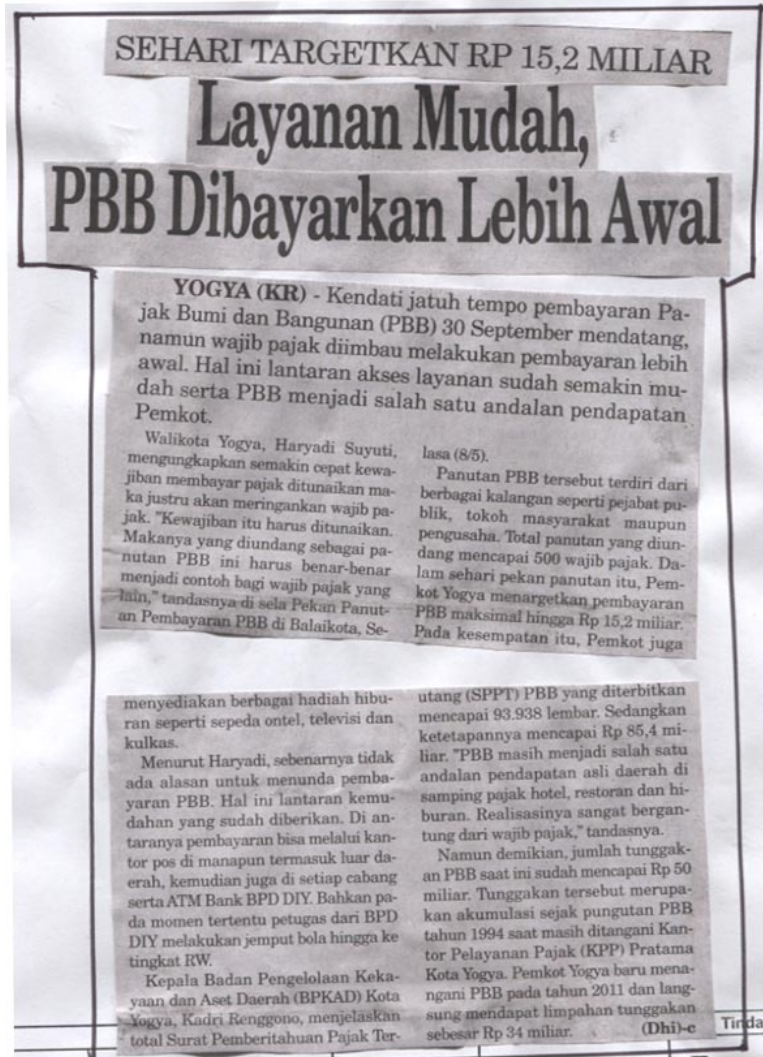 SEHARI TARGETKAN RP 15,2 MILIAR
Layanan Mudah,
PBB Dibayarkan Lebih Awal
YOGYA (KR) - Kendati jatuh tempo pembayaran Pa-
jak Bumi dan Bangunan (PBB) 30 September mendatang,
namun wajib pajak diimbau melakukan pembayaran lebih
awal. Hal ini lantaran akses layanan sudah semakin mu-
dah serta PBB menjadi salah satu andalan pendapatan
Pemkot.
Walikota Yogya, Haryadi Suyuti,
mengungkapkan semakin cepat kewa-
jiban membayar pajak ditunaikan ma-
ka justru akan meringankan wajib pa-
jak. "Kewajiban itu harus ditunaikan.
Makanya yang diundang sebagai pa-
nutan PBB ini harus benar-benar
menjadi contoh bagi wajib pajak yang
lain," tandasnya di sela Pekan Panut-
an Pembayaran PBB di Balaikota, Se-
lasa (8/5).
Panutan PBB tersebut terdiri dari
berbagai kalangan seperti pejabat pu-
blik, tokoh masyarakat maupun
pengusaha. Total panutan yang diun-
dang mencapai 500 wajib pajak. Da-
lam sehari pekan panutan itu, Pem-
kot Yogya menargetkan pembayaran
PBB maksimal hingga Rp 15,2 miliar.
Pada kesempatan itu, Pemkot juga
menyediakan berbagai hadiah hibu-
ran seperti sepeda ontel, televisi dan
kulkas.
Menurut Haryadi, sebenarnya tidak
ada alasan untuk menunda pemba-
yaran PBB. Hal ini lantaran kemu-
dahan yang sudah diberikan. Di an-
taranya pembayaran bisa melalui kan-
tor pos di manapun termasuk luar da-
erah, kemudian juga di setiap cabang
serta ATM Bank BPD DIY. Bahkan pa-
da momen tertentu petugas dari BPD
DIY melakukan jemput bola hingga ke
tingkat RW.
Kepala Badan Pengelolaan Keka-
yaan dan Aset Daerah (BPKAD) Kota
Yogya, Kadri Renggono, menjelaskan
total Surat Pemberitahuan Pajak Ter-
utang (SPPT) PBB yang diterbitkan
mencapai 93.938 lembar. Sedangkan
ketetapannya mencapai Rp 85,4 mi-
liar. "PBB masih menjadi salah satu
andalan pendapatan asli daerah di
samping pajak hotel, restoran dan hi-
buran. Realisasinya sangat bergan-
tung dari wajib pajak," tandasnya.
Namun demikian, jumlah tunggak-
an PBB saat ini sudah mencapai Rp 50
miliar. Tunggakan tersebut merupa-
kan akumulasi sejak pungutan PBB
tahun 1994 saat masih ditangani Kan-
tor Pelayanan Pajak (KPP) Pratama
Kota Yogya. Pemkot Yogya baru mena-
ngani PBB pada tahun 2011 dan lang-
sung mendapat limpahan tunggakan
sebesar Rp 34 miliar. (Dhi)-c
Tinda